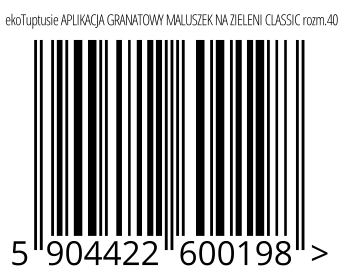 ekoTuptusie APLIKACJA GRANATOWY MALUSZEK NA ZIELENI CLASSIC rozm.40
5 904422 600198 >